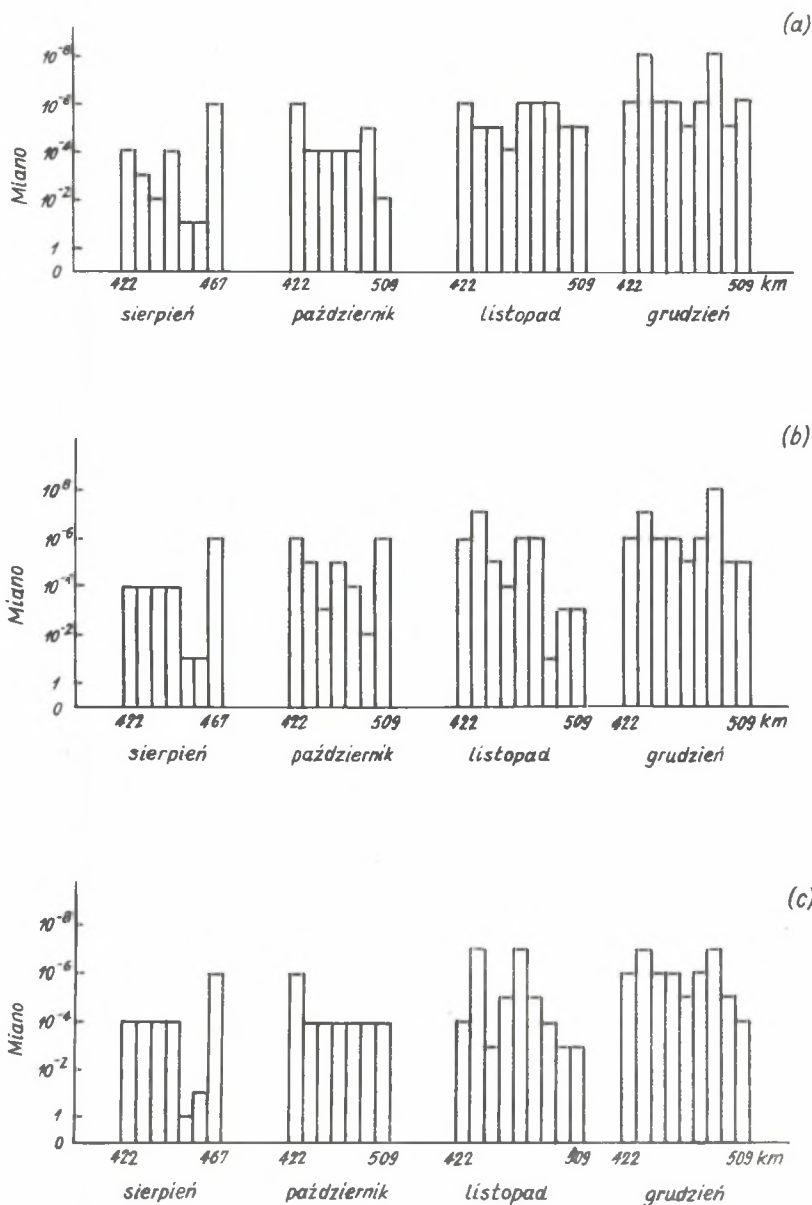 (a)
Miano
10⁻⁸
10⁻⁶
10⁻⁴
10⁻²
1
0
422 467 422 509 422 509 422 509 km
sierpień październik listopad grudzień
(b)
Miano
10⁻⁸
10⁻⁶
10⁻⁴
10⁻²
1
0
422 467 422 509 422 509 422 509 km
sierpień październik listopad grudzień
(c)
Miano
10⁻⁸
10⁻⁶
10⁻⁴
10⁻²
1
0
422 467 422 509 422 509 422 509 km
sierpień październik listopad grudzień